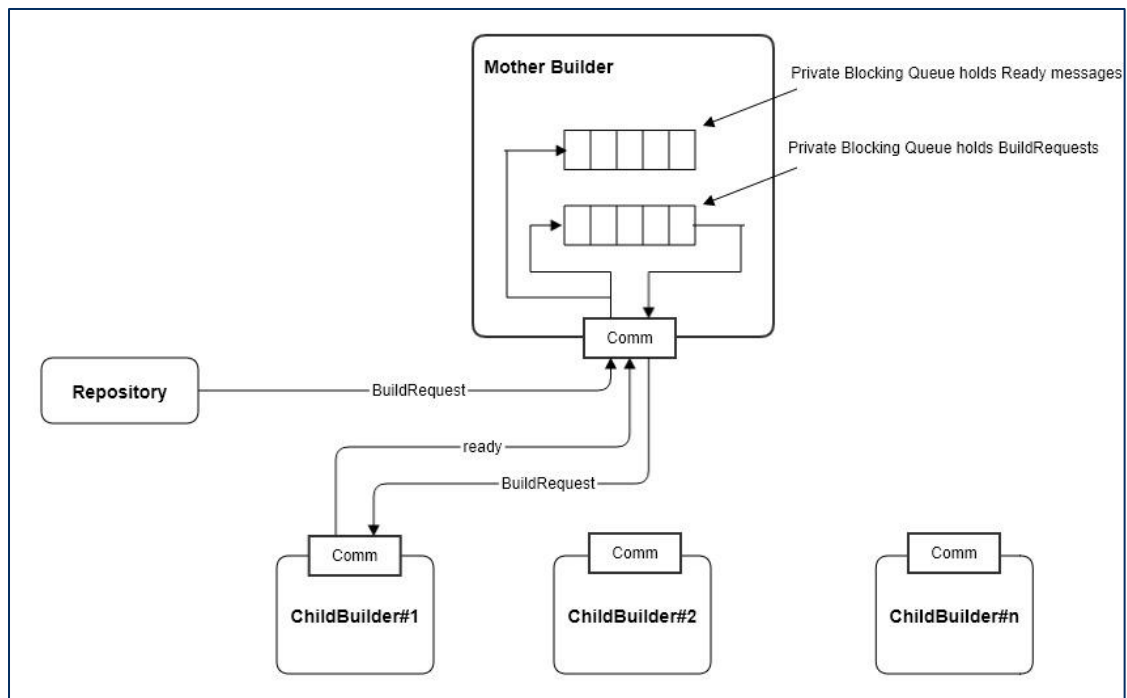 Mother Builder
Private Blocking Queue holds Ready messages
Private Blocking Queue holds BuildRequests
Comm
Repository
BuildRequest
ready
BuildRequest
Comm
Comm
Comm
ChildBuilder#1
ChildBuilder#2
ChildBuilder#n